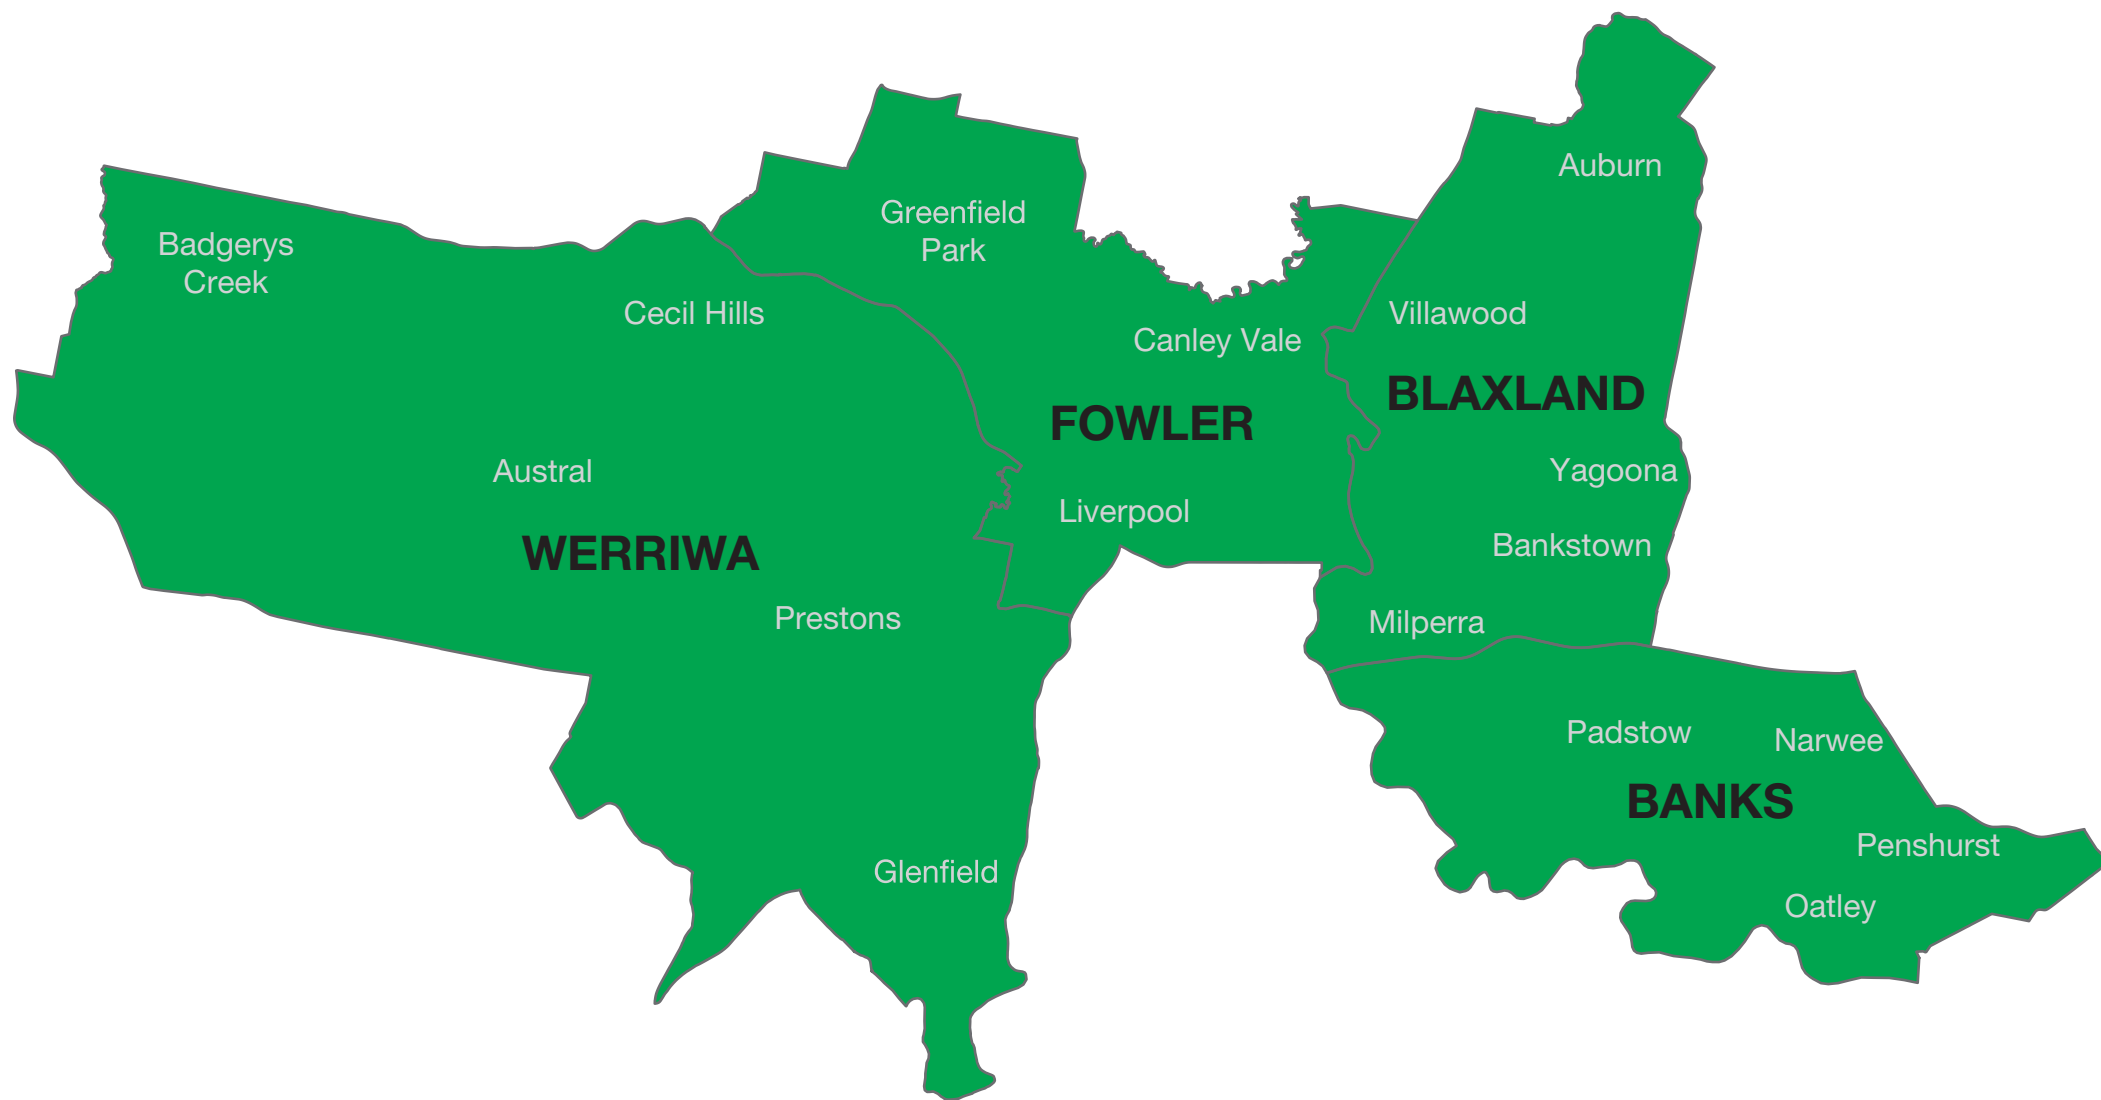 Auburn
Greenfield
Park
Badgerys
Creek
Cecil Hills
Villawood
Canley Vale
BLAXLAND
FOWLER
Austral
Yagoona
Liverpool
WERRIWA
Bankstown
Prestons
Milperra
Padstow
Narwee
BANKS
Penshurst
Glenfield
Oatley